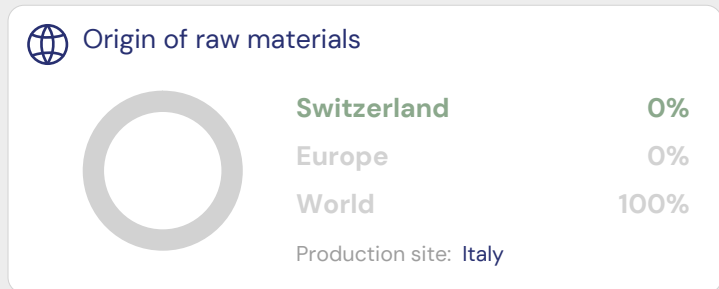 Origin of raw materials
Switzerland 0%
Europe 0%
World 100%
Production site: Italy